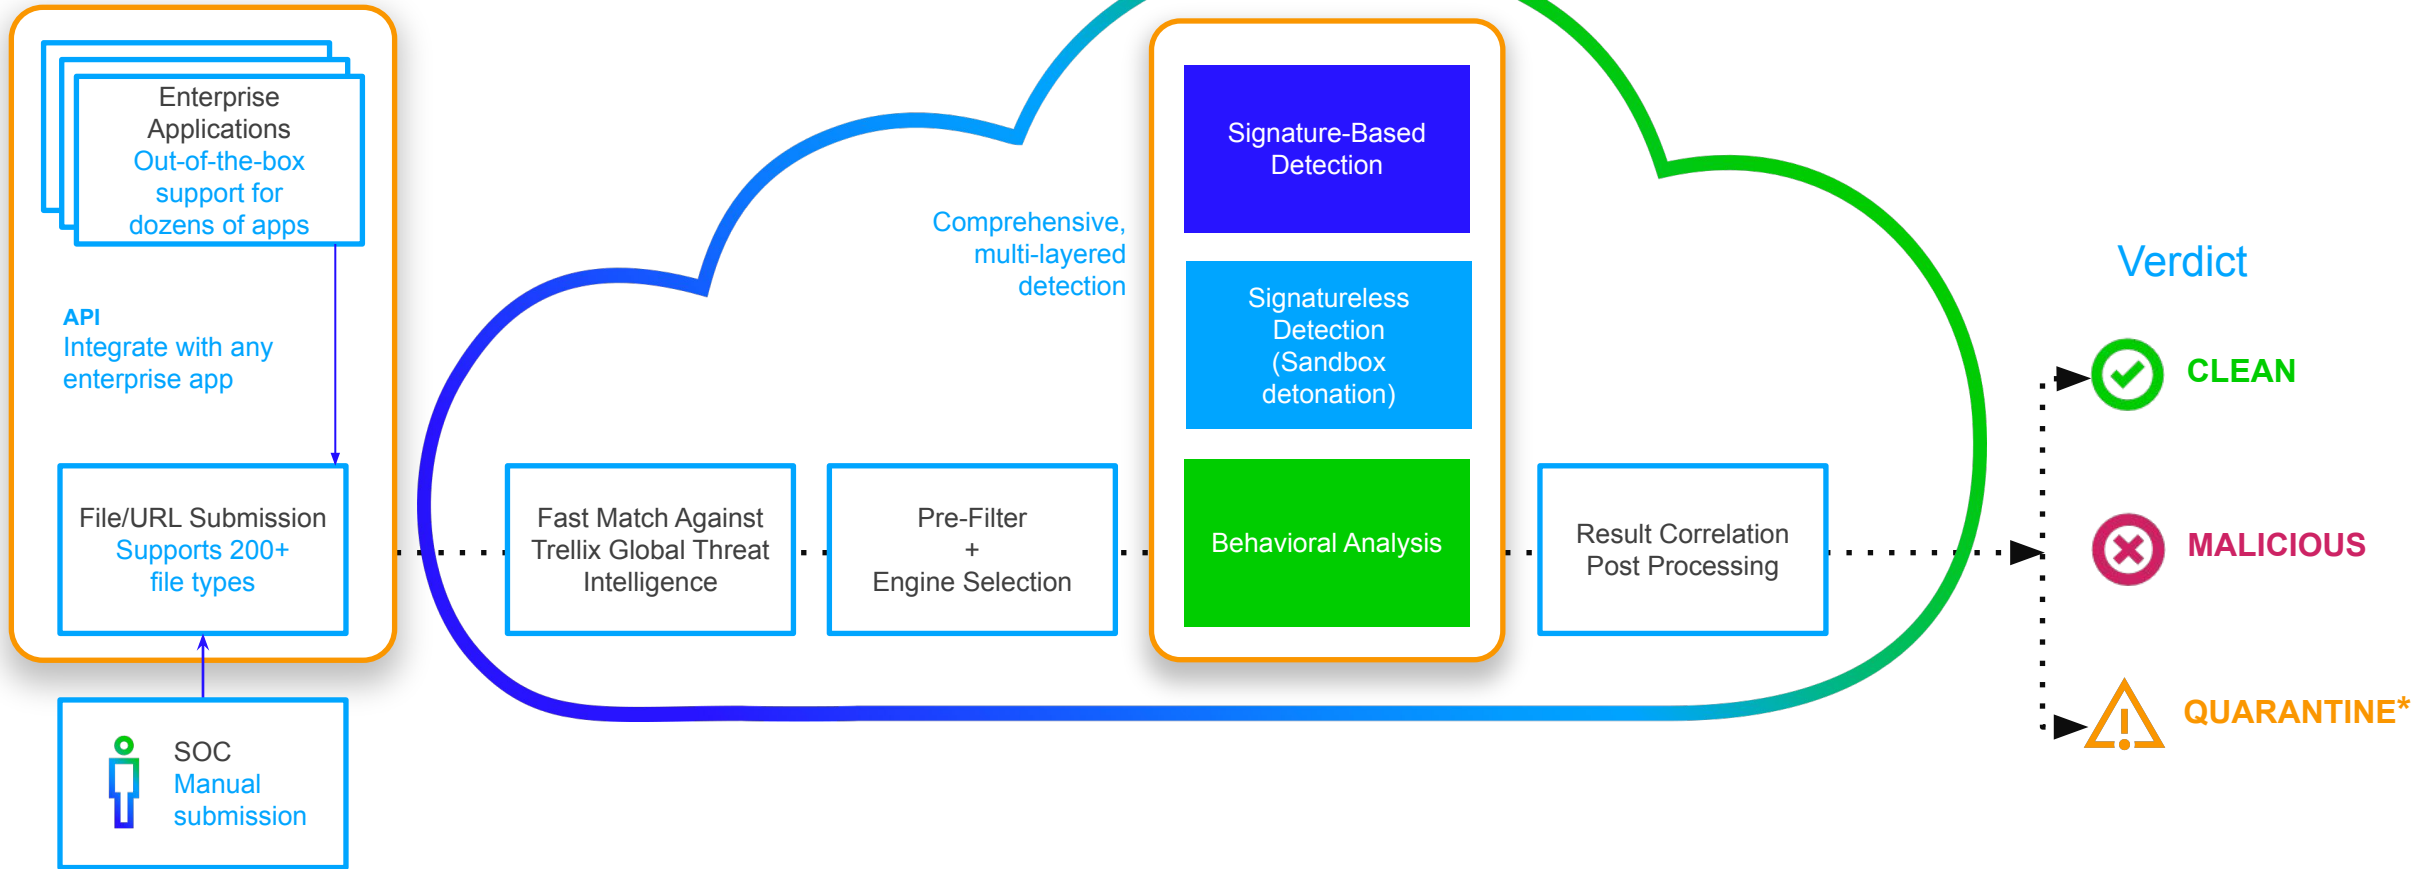 Enterprise
Applications
Out-of-the-box
support for
dozens of apps
API
Integrate with any
enterprise app
File/URL Submission
Supports 200+
file types
SOC
Manual
submission
Fast Match Against
Trellix Global Threat
Intelligence
Pre-Filter
+
Engine Selection
Comprehensive,
multi-layered
detection
Signature-Based
Detection
Signatureless
Detection
(Sandbox
detonation)
Behavioral Analysis
Result Correlation
Post Processing
Verdict
CLEAN
MALICIOUS
QUARANTINE*